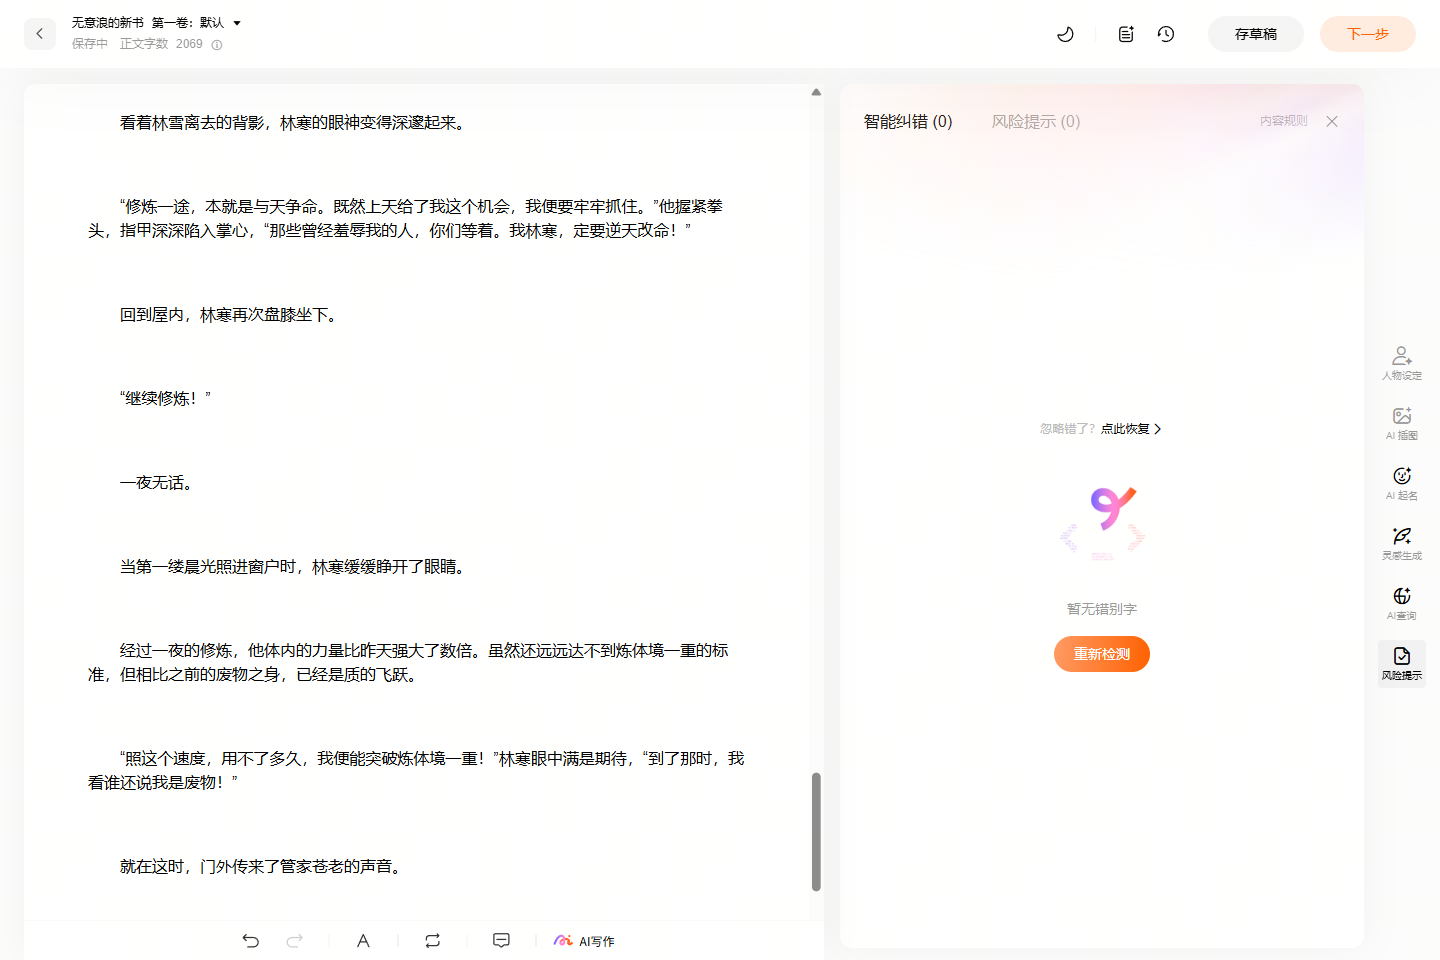 无意浪的新书 第一卷：默认
保存中 正文字数 2069
存草稿
下一步
看着林雪离去的背影，林寒的眼神变得深邃起来。
“修炼一途，本就是与天争命。既然上天给了我这个机会，我便要牢牢抓住。”他握紧拳
头，指甲深深陷入掌心，“那些曾经羞辱我的人，你们等着。我林寒，定要逆天改命！”
回到屋内，林寒再次盘膝坐下。
“继续修炼！”
一夜无话。
当第一缕晨光照进窗户时，林寒缓缓睁开了眼睛。
经过一夜的修炼，他体内的力量比昨天强大了数倍。虽然还远远达不到炼体境一重的标
准，但相比之前的废物之身，已经是质的飞跃。
“照这个速度，用不了多久，我便能突破炼体境一重！”林寒眼中满是期待，“到了那时，我
看谁还说我是废物！”
就在这时，门外传来了管家苍老的声音。
AI写作
智能纠错 (0)
风险提示 (0)
内容规则
忽略错了？点此恢复
暂无错别字
重新检测
人物设定
AI 插图
AI 起名
灵感生成
AI查询
风险提示